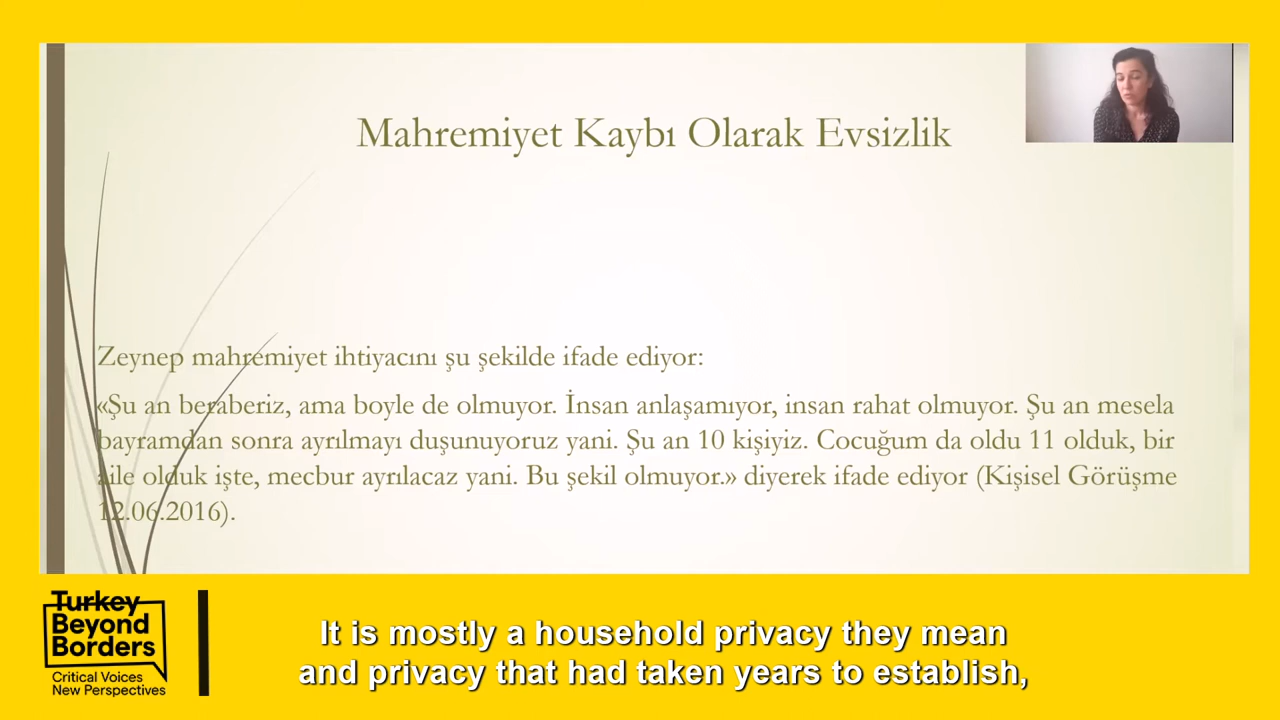 Mahremiyet Kaybı Olarak Evsizlik
Zeynep mahremiyet ihtiyacını şu şekilde ifade ediyor:
«Şu an beraberiz, ama boyle de olmuyor. İnsan anlaşamıyor, insan rahat olmuyor. Şu an mesela
bayramdan sonra ayrılmayı duşunuyoruz yani. Şu an 10 kişiyiz. Cocuğum da oldu 11 olduk, bir
aile olduk işte, mecbur ayrılacaz yani. Bu şekil olmuyor.» diyerek ifade ediyor (Kişisel Görüşme
12.06.2016).
Turkey
Beyond
Borders
Critical Voices
New Perspectives
It is mostly a household privacy they mean
and privacy that had taken years to establish,